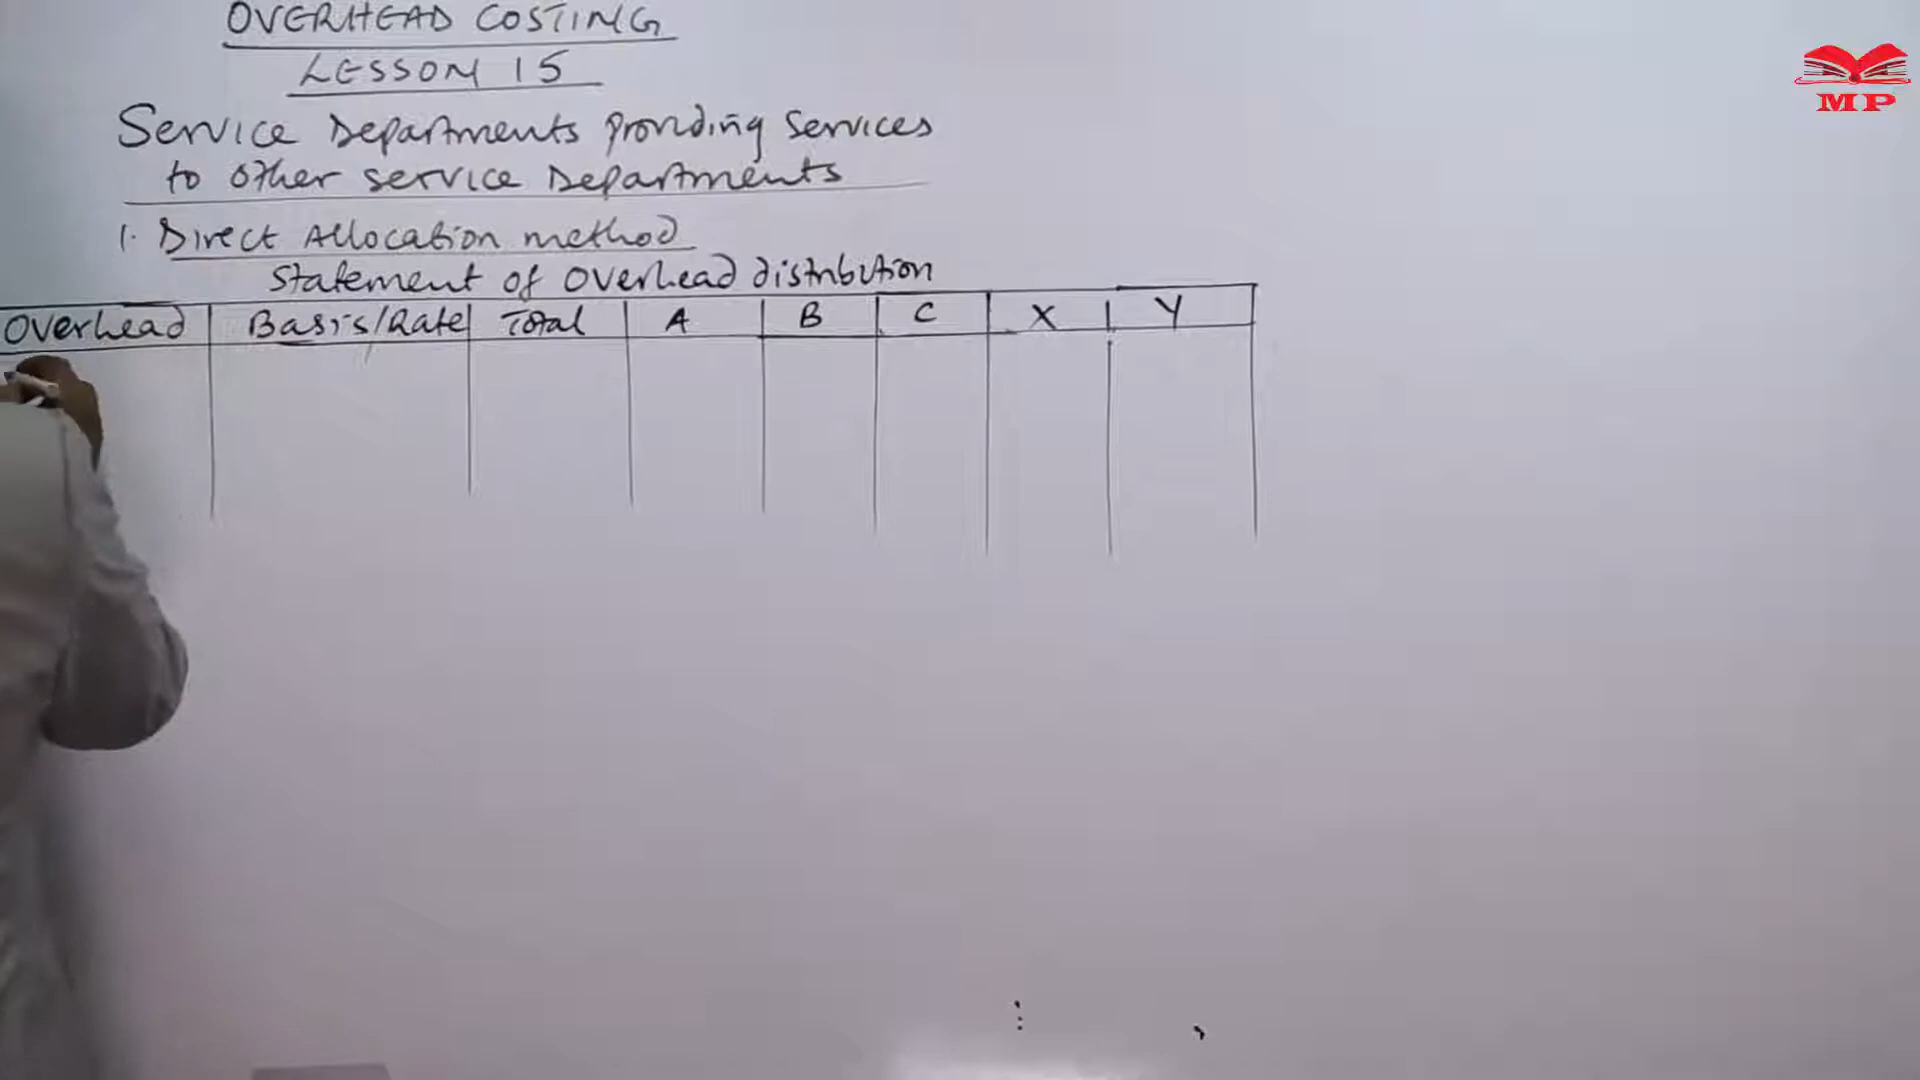 OVERHEAD COSTING
LESSON 15
Service Departments providing services
to other service Departments
1. Direct Allocation method
Statement of overhead distribution
Overhead Basis/Rate Total A B C X Y
MP